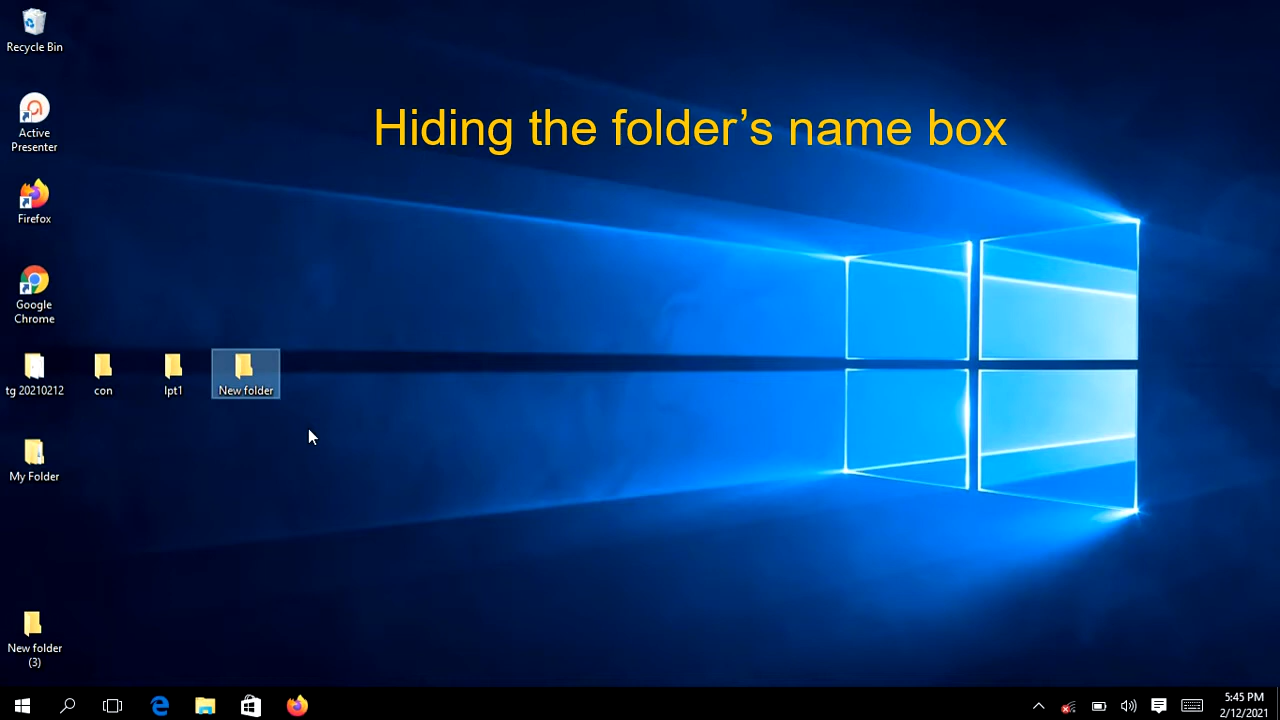 Recycle Bin
Hiding the folder’s name box
Active
Presenter
Firefox
Google
Chrome
tg 20210212
con
lpt1
New folder
My Folder
New folder
(3)
5:45 PM
2/12/2021